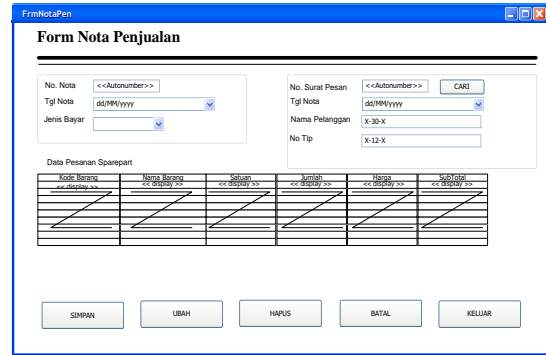 FrmNotaPen
Form Nota Penjualan
No. Nota <<Autonumber>>
Tgl Nota dd/MM/yyyy
Jenis Bayar
No. Surat Pesan <<Autonumber>> CARI
Tgl Nota dd/MM/yyyy
Nama Pelanggan X-30-X
No Tlp X-12-X
Data Pesanan Sparepart
Kode Barang Nama Barang Satuan Jumlah Harga SubTotal
<< display >> << display >> << display >> << display >> << display >> << display >>
SIMPAN UBAH HAPUS BATAL KELUAR